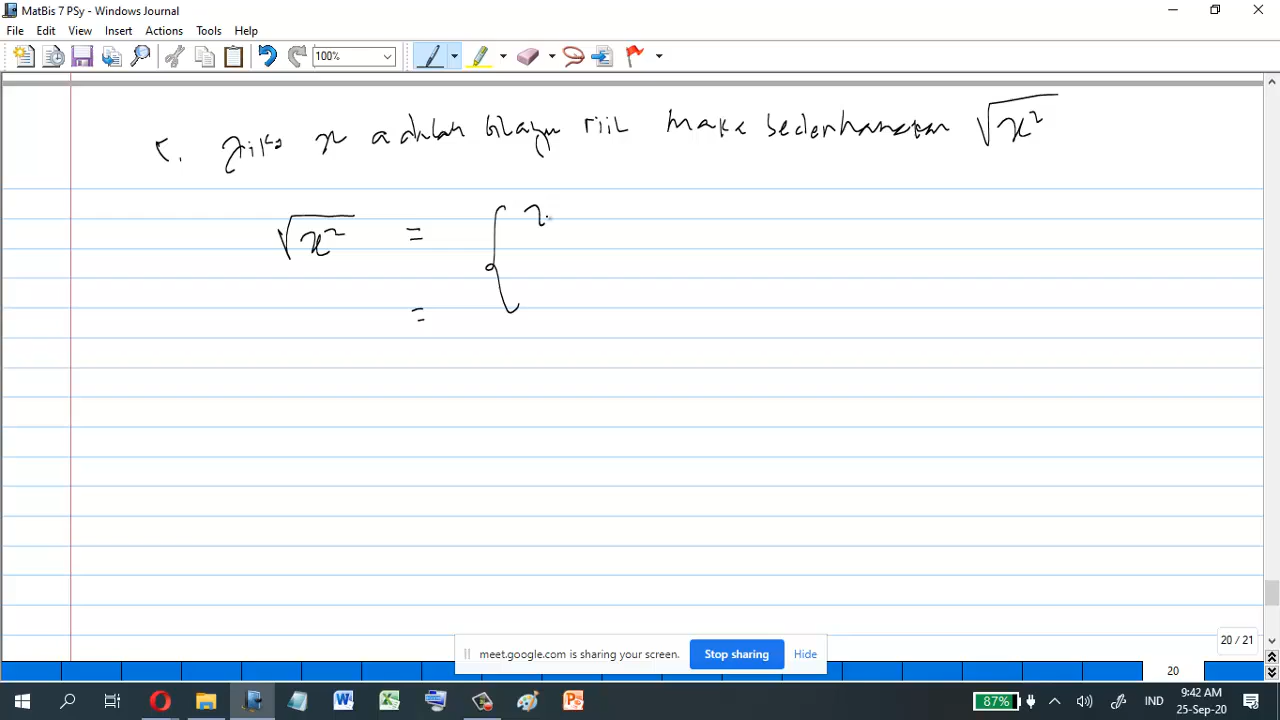 MatBis 7 PSy - Windows Journal
File Edit View Insert Actions Tools Help
100%
5. Jika x adalah bilangan riil maka sederhanakan √x²
√x² = { x
=
20 / 21
meet.google.com is sharing your screen. Stop sharing Hide
20
87% IND 9:42 AM
25-Sep-20